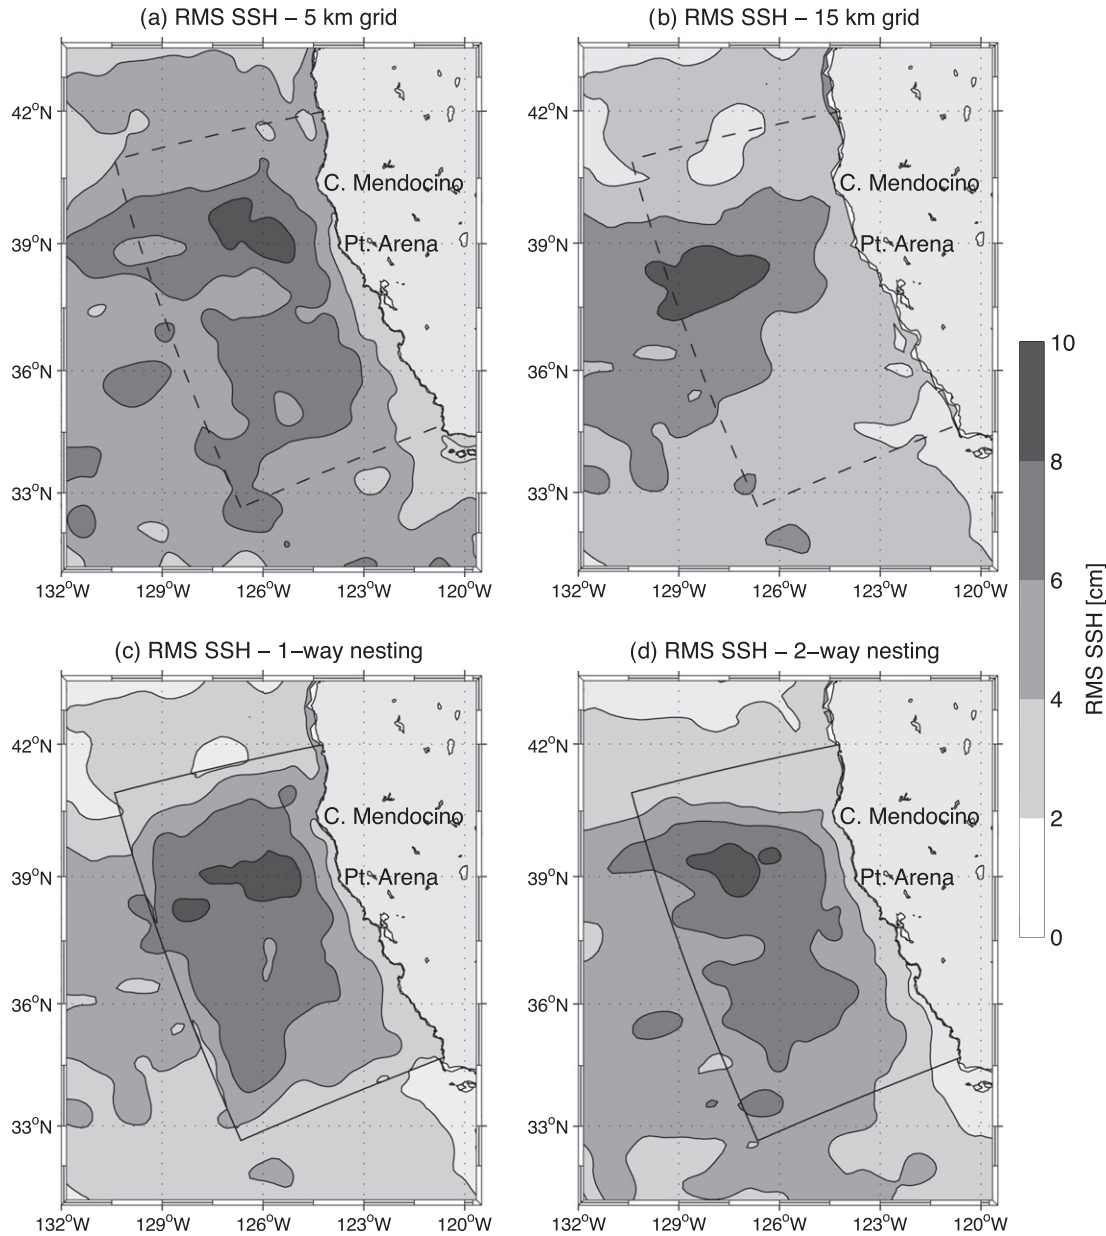 (a) RMS SSH – 5 km grid
(b) RMS SSH – 15 km grid
42°N
39°N
36°N
33°N
132°W 129°W 126°W 123°W 120°W
C. Mendocino
Pt. Arena
42°N
39°N
36°N
33°N
132°W 129°W 126°W 123°W 120°W
C. Mendocino
Pt. Arena
(c) RMS SSH – 1–way nesting
(d) RMS SSH – 2–way nesting
42°N
39°N
36°N
33°N
132°W 129°W 126°W 123°W 120°W
C. Mendocino
Pt. Arena
42°N
39°N
36°N
33°N
132°W 129°W 126°W 123°W 120°W
C. Mendocino
Pt. Arena
10
8
6
4
2
0
RMS SSH [cm]